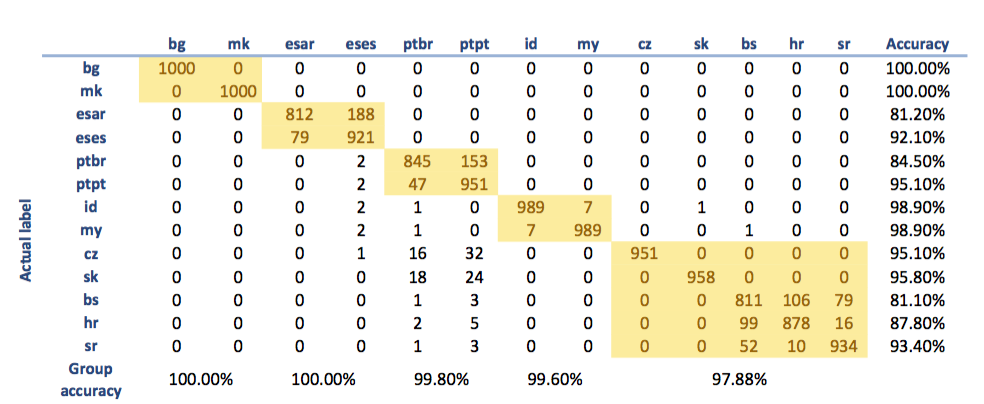 bg mk esar eses ptbr ptpt id my cz sk bs hr sr Accuracy
bg 1000 0 0 0 0 0 0 0 0 0 0 0 0 100.00%
mk 0 1000 0 0 0 0 0 0 0 0 0 0 0 100.00%
esar 0 0 812 188 0 0 0 0 0 0 0 0 0 81.20%
eses 0 0 79 921 0 0 0 0 0 0 0 0 0 92.10%
ptbr 0 0 0 2 845 153 0 0 0 0 0 0 0 84.50%
ptpt 0 0 0 2 47 951 0 0 0 0 0 0 0 95.10%
id 0 0 0 2 1 0 989 7 0 1 0 0 0 98.90%
my 0 0 0 2 1 0 7 989 0 0 1 0 0 98.90%
cz 0 0 0 1 16 32 0 0 951 0 0 0 0 95.10%
sk 0 0 0 0 18 24 0 0 0 958 0 0 0 95.80%
bs 0 0 0 0 1 3 0 0 0 0 811 106 79 81.10%
hr 0 0 0 0 2 5 0 0 0 0 99 878 16 87.80%
sr 0 0 0 0 1 3 0 0 0 0 52 10 934 93.40%
Group accuracy 100.00% 100.00% 99.80% 99.60% 97.88%
Actual label